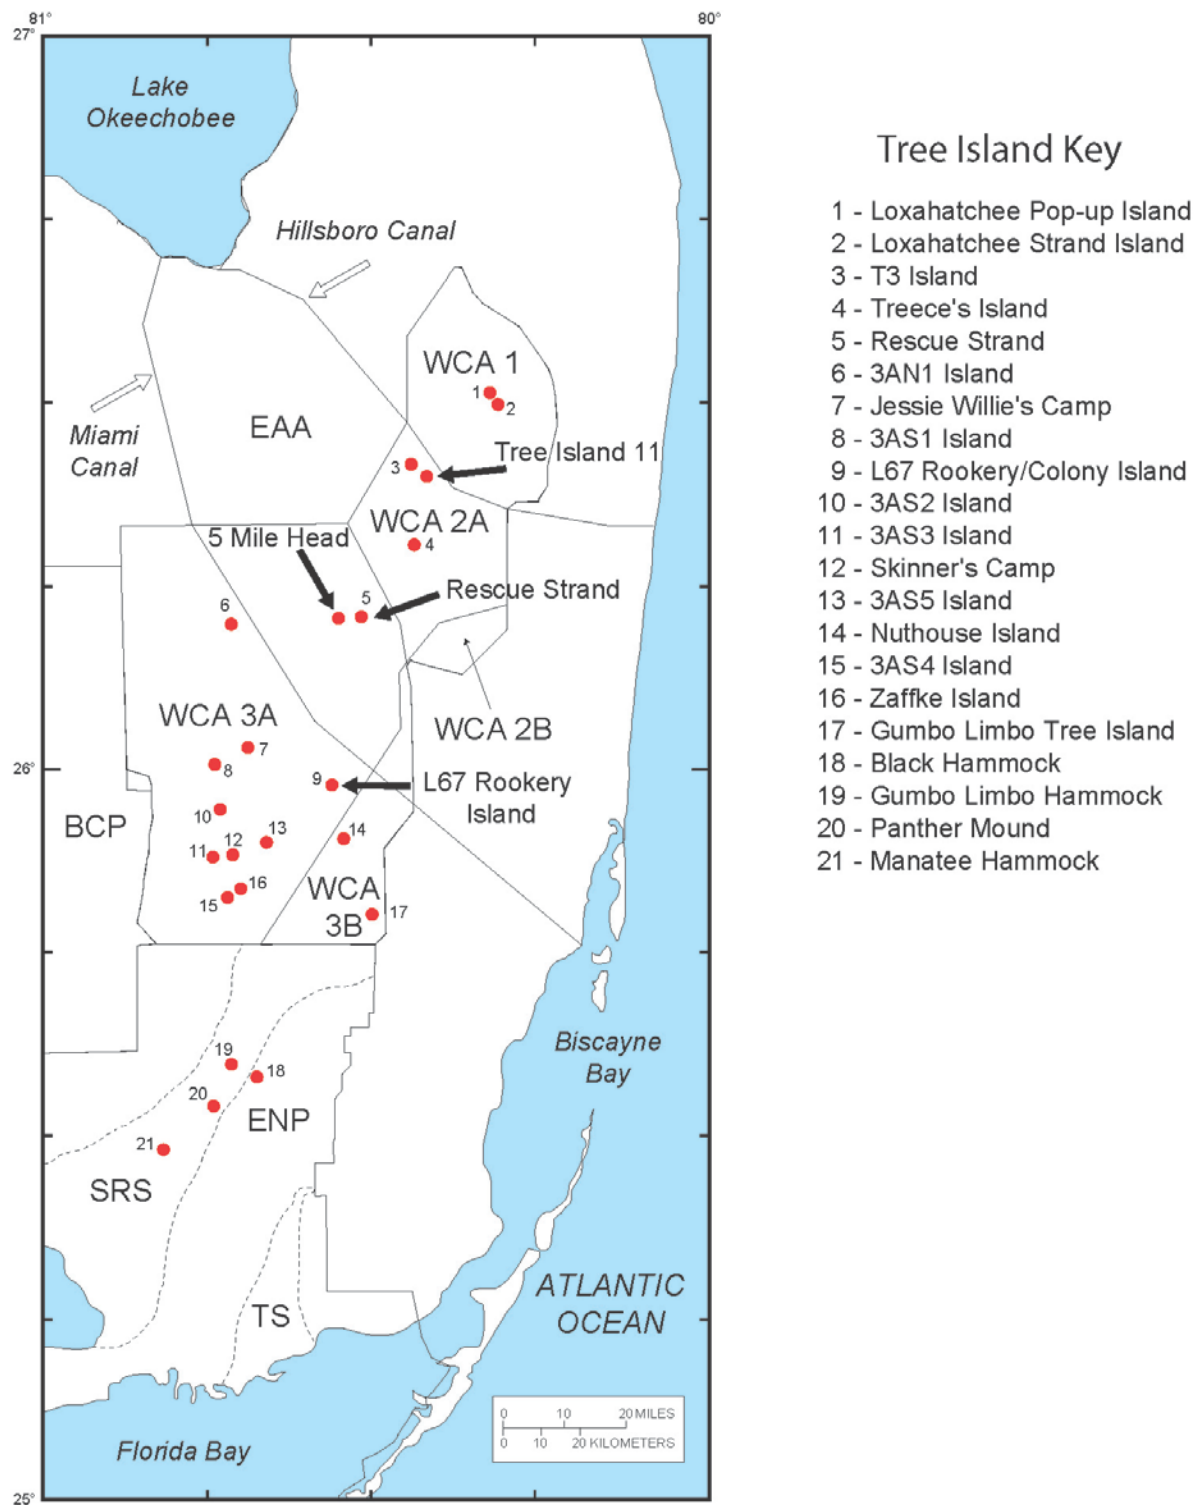 81°
80°
27°
Lake
Okeechobee
Hillsboro Canal
WCA 1
1
2
EAA
Miami
Canal
Tree Island 11
3
WCA 2A
5 Mile Head
4
Rescue Strand
5
6
WCA 3A
WCA 2B
7
8
26°
9
L67 Rookery
Island
10
BCP
13
14
11
12
WCA
3B
16
15
17
19
18
Biscayne
Bay
20
ENP
21
SRS
TS
ATLANTIC
OCEAN
0 10 20 MILES
0 10 20 KILOMETERS
Florida Bay
25°
Tree Island Key
1 - Loxahatchee Pop-up Island
2 - Loxahatchee Strand Island
3 - T3 Island
4 - Treece's Island
5 - Rescue Strand
6 - 3AN1 Island
7 - Jessie Willie's Camp
8 - 3AS1 Island
9 - L67 Rookery/Colony Island
10 - 3AS2 Island
11 - 3AS3 Island
12 - Skinner's Camp
13 - 3AS5 Island
14 - Nuthouse Island
15 - 3AS4 Island
16 - Zaffke Island
17 - Gumbo Limbo Tree Island
18 - Black Hammock
19 - Gumbo Limbo Hammock
20 - Panther Mound
21 - Manatee Hammock